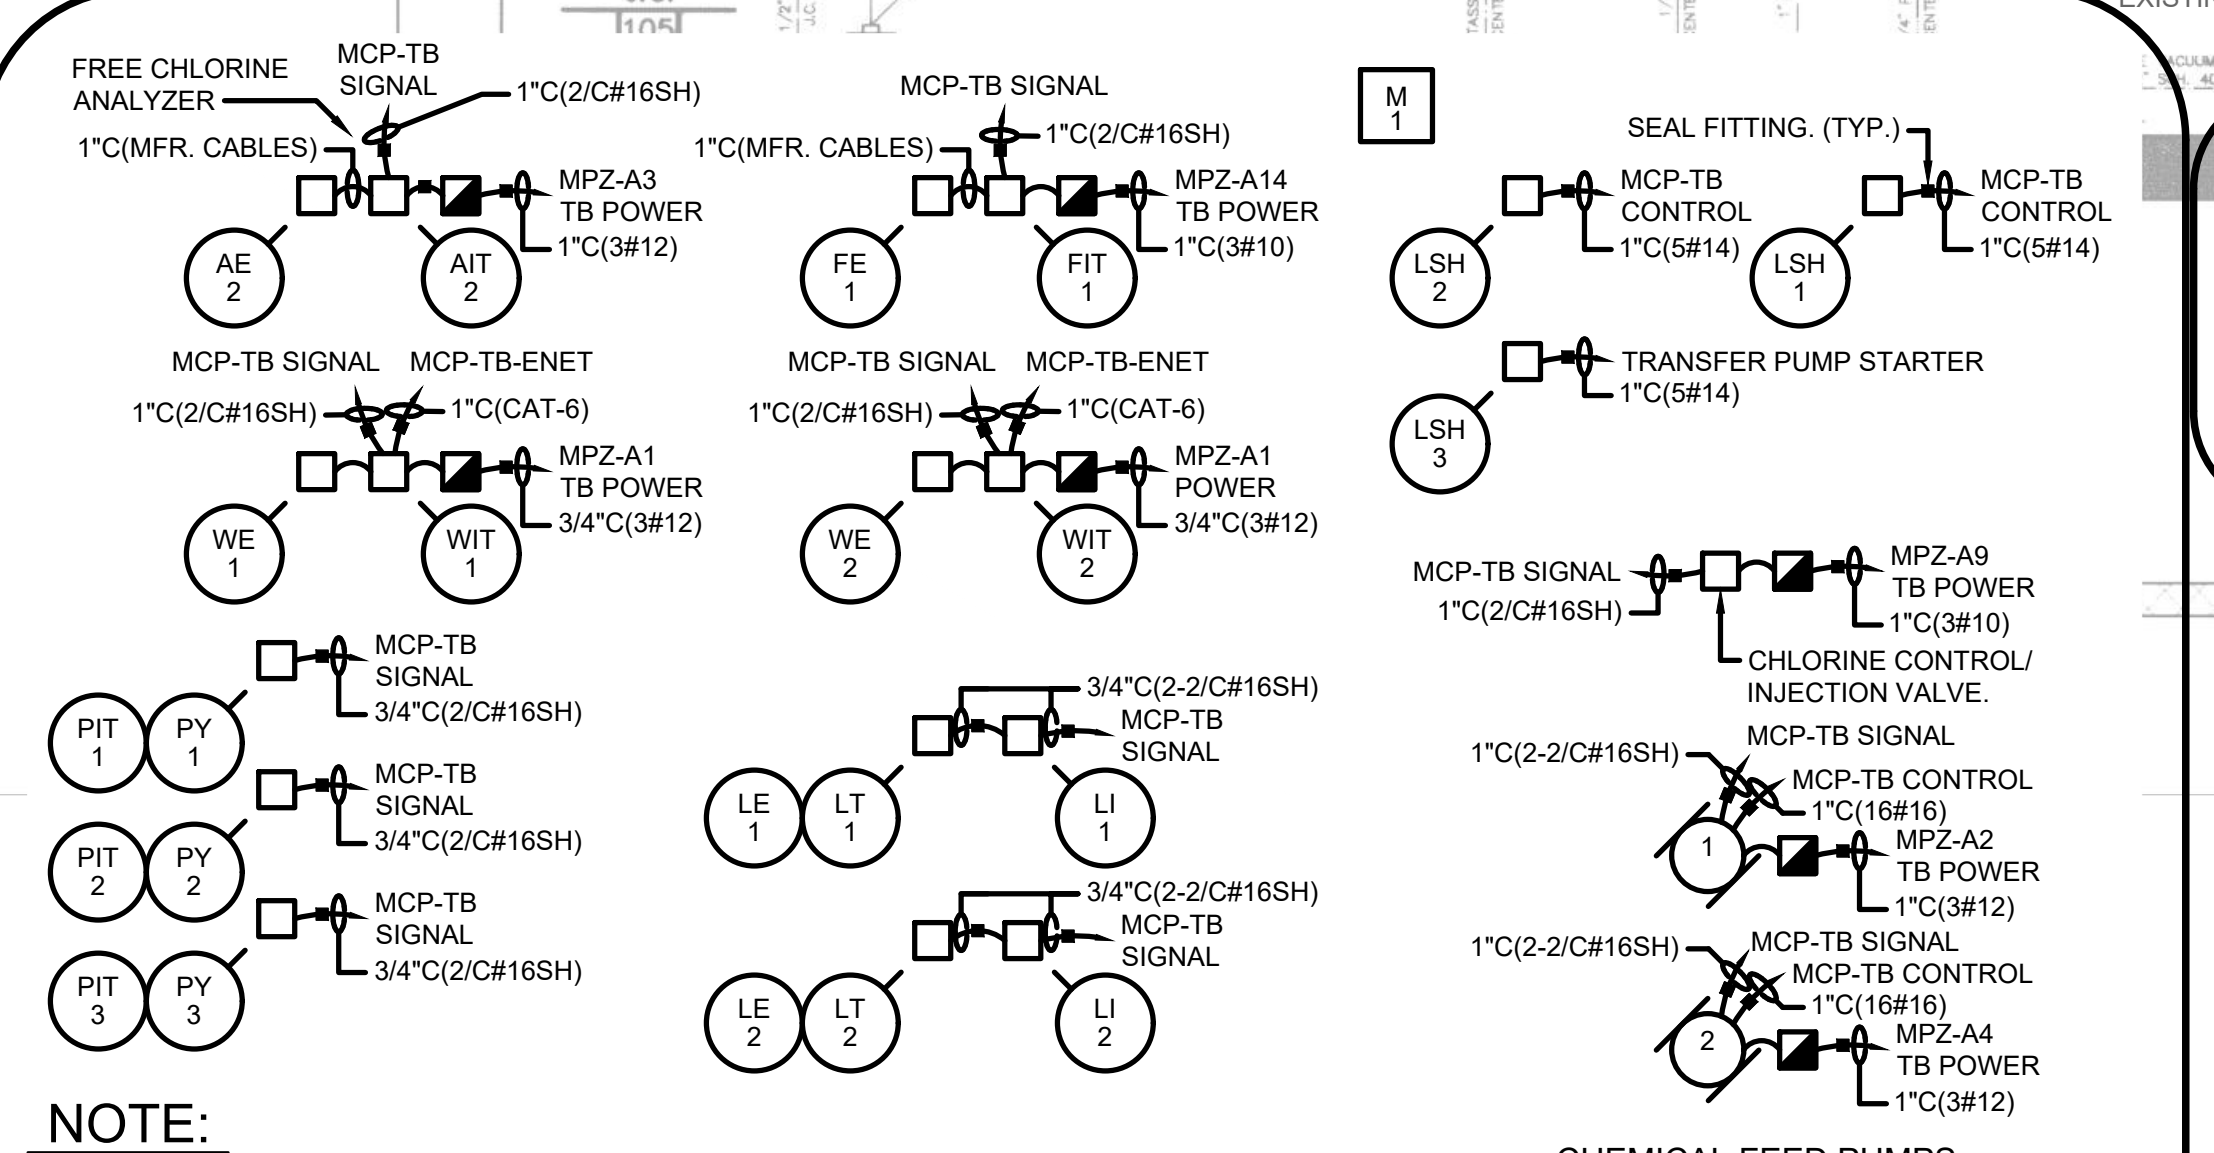 105
1/2"
J.C.
EXISTIN
FREE CHLORINE
ANALYZER
MCP-TB
SIGNAL
1"C(2/C#16SH)
1"C(MFR. CABLES)
MPZ-A3
TB POWER
1"C(3#12)
AE
2
AIT
2
MCP-TB SIGNAL
1"C(2/C#16SH)
1"C(MFR. CABLES)
MPZ-A14
TB POWER
1"C(3#10)
FE
1
FIT
1
M
1
SEAL FITTING. (TYP.)
MCP-TB
CONTROL
1"C(5#14)
LSH
2
MCP-TB
CONTROL
1"C(5#14)
LSH
1
TRANSFER PUMP STARTER
1"C(5#14)
LSH
3
MCP-TB SIGNAL
MCP-TB-ENET
1"C(2/C#16SH)
1"C(CAT-6)
MPZ-A1
TB POWER
3/4"C(3#12)
WE
1
WIT
1
MCP-TB SIGNAL
MCP-TB-ENET
1"C(2/C#16SH)
1"C(CAT-6)
MPZ-A1
POWER
3/4"C(3#12)
WE
2
WIT
2
MCP-TB SIGNAL
1"C(2/C#16SH)
MPZ-A9
TB POWER
1"C(3#10)
CHLORINE CONTROL/
INJECTION VALVE.
MCP-TB
SIGNAL
3/4"C(2/C#16SH)
PIT
1
PY
1
MCP-TB
SIGNAL
3/4"C(2/C#16SH)
PIT
2
PY
2
MCP-TB
SIGNAL
3/4"C(2/C#16SH)
PIT
3
PY
3
3/4"C(2-2/C#16SH)
MCP-TB
SIGNAL
LE
1
LT
1
LI
1
3/4"C(2-2/C#16SH)
MCP-TB
SIGNAL
LE
2
LT
2
LI
2
MCP-TB SIGNAL
1"C(2-2/C#16SH)
MCP-TB CONTROL
1"C(16#16)
1
MPZ-A2
TB POWER
1"C(3#12)
MCP-TB SIGNAL
1"C(2-2/C#16SH)
MCP-TB CONTROL
1"C(16#16)
2
MPZ-A4
TB POWER
1"C(3#12)
NOTE:
CHEMICAL FEED PUMPS